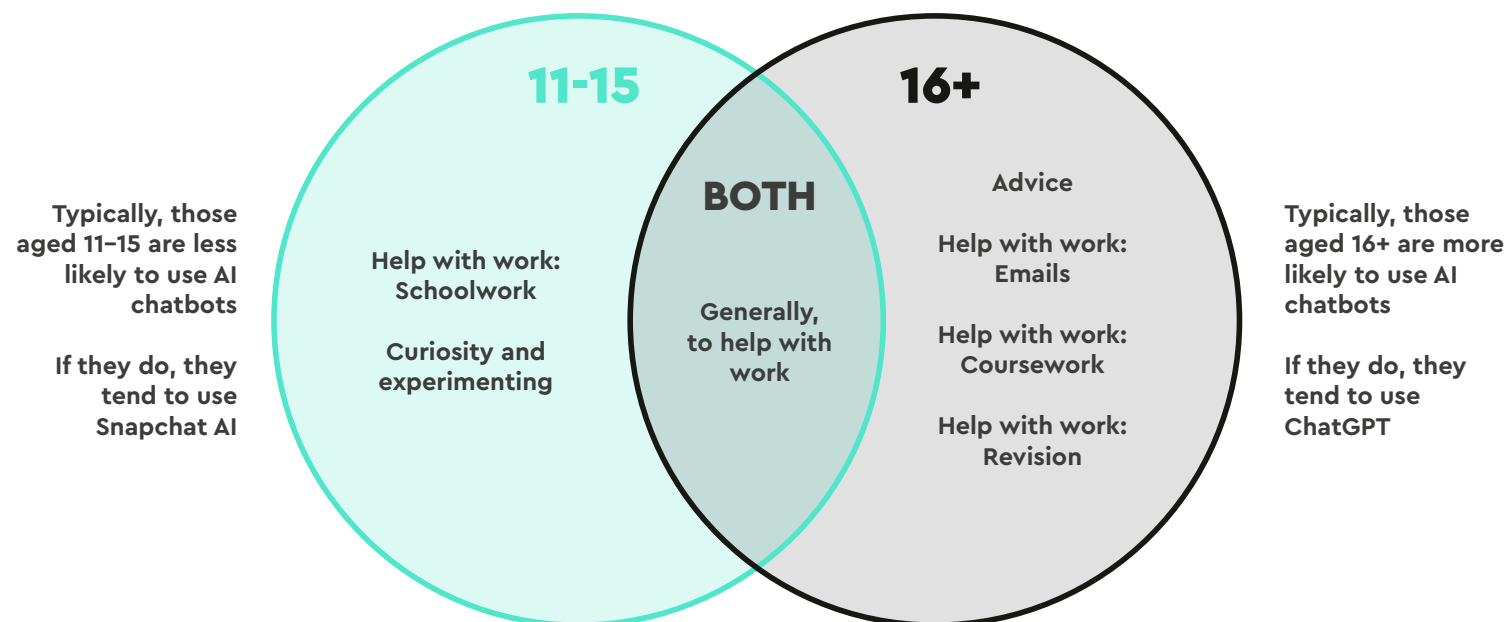 11-15
16+
BOTH
Typically, those
aged 11–15 are less
likely to use AI
chatbots
If they do, they
tend to use
Snapchat AI
Help with work:
Schoolwork
Curiosity and
experimenting
Generally,
to help with
work
Advice
Help with work:
Emails
Help with work:
Coursework
Help with work:
Revision
Typically, those
aged 16+ are more
likely to use AI
chatbots
If they do, they
tend to use
ChatGPT